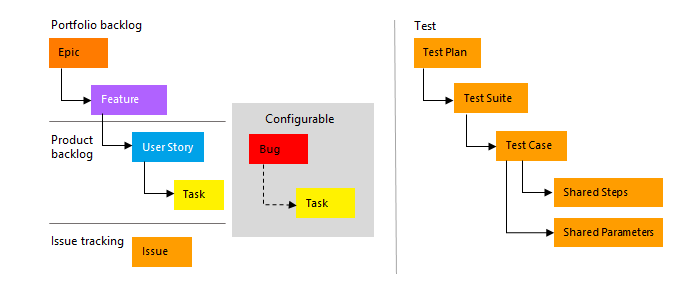 Portfolio backlog
Epic
Feature
Product
backlog
User Story
Task
Issue tracking
Issue
Configurable
Bug
Task
Test
Test Plan
Test Suite
Test Case
Shared Steps
Shared Parameters